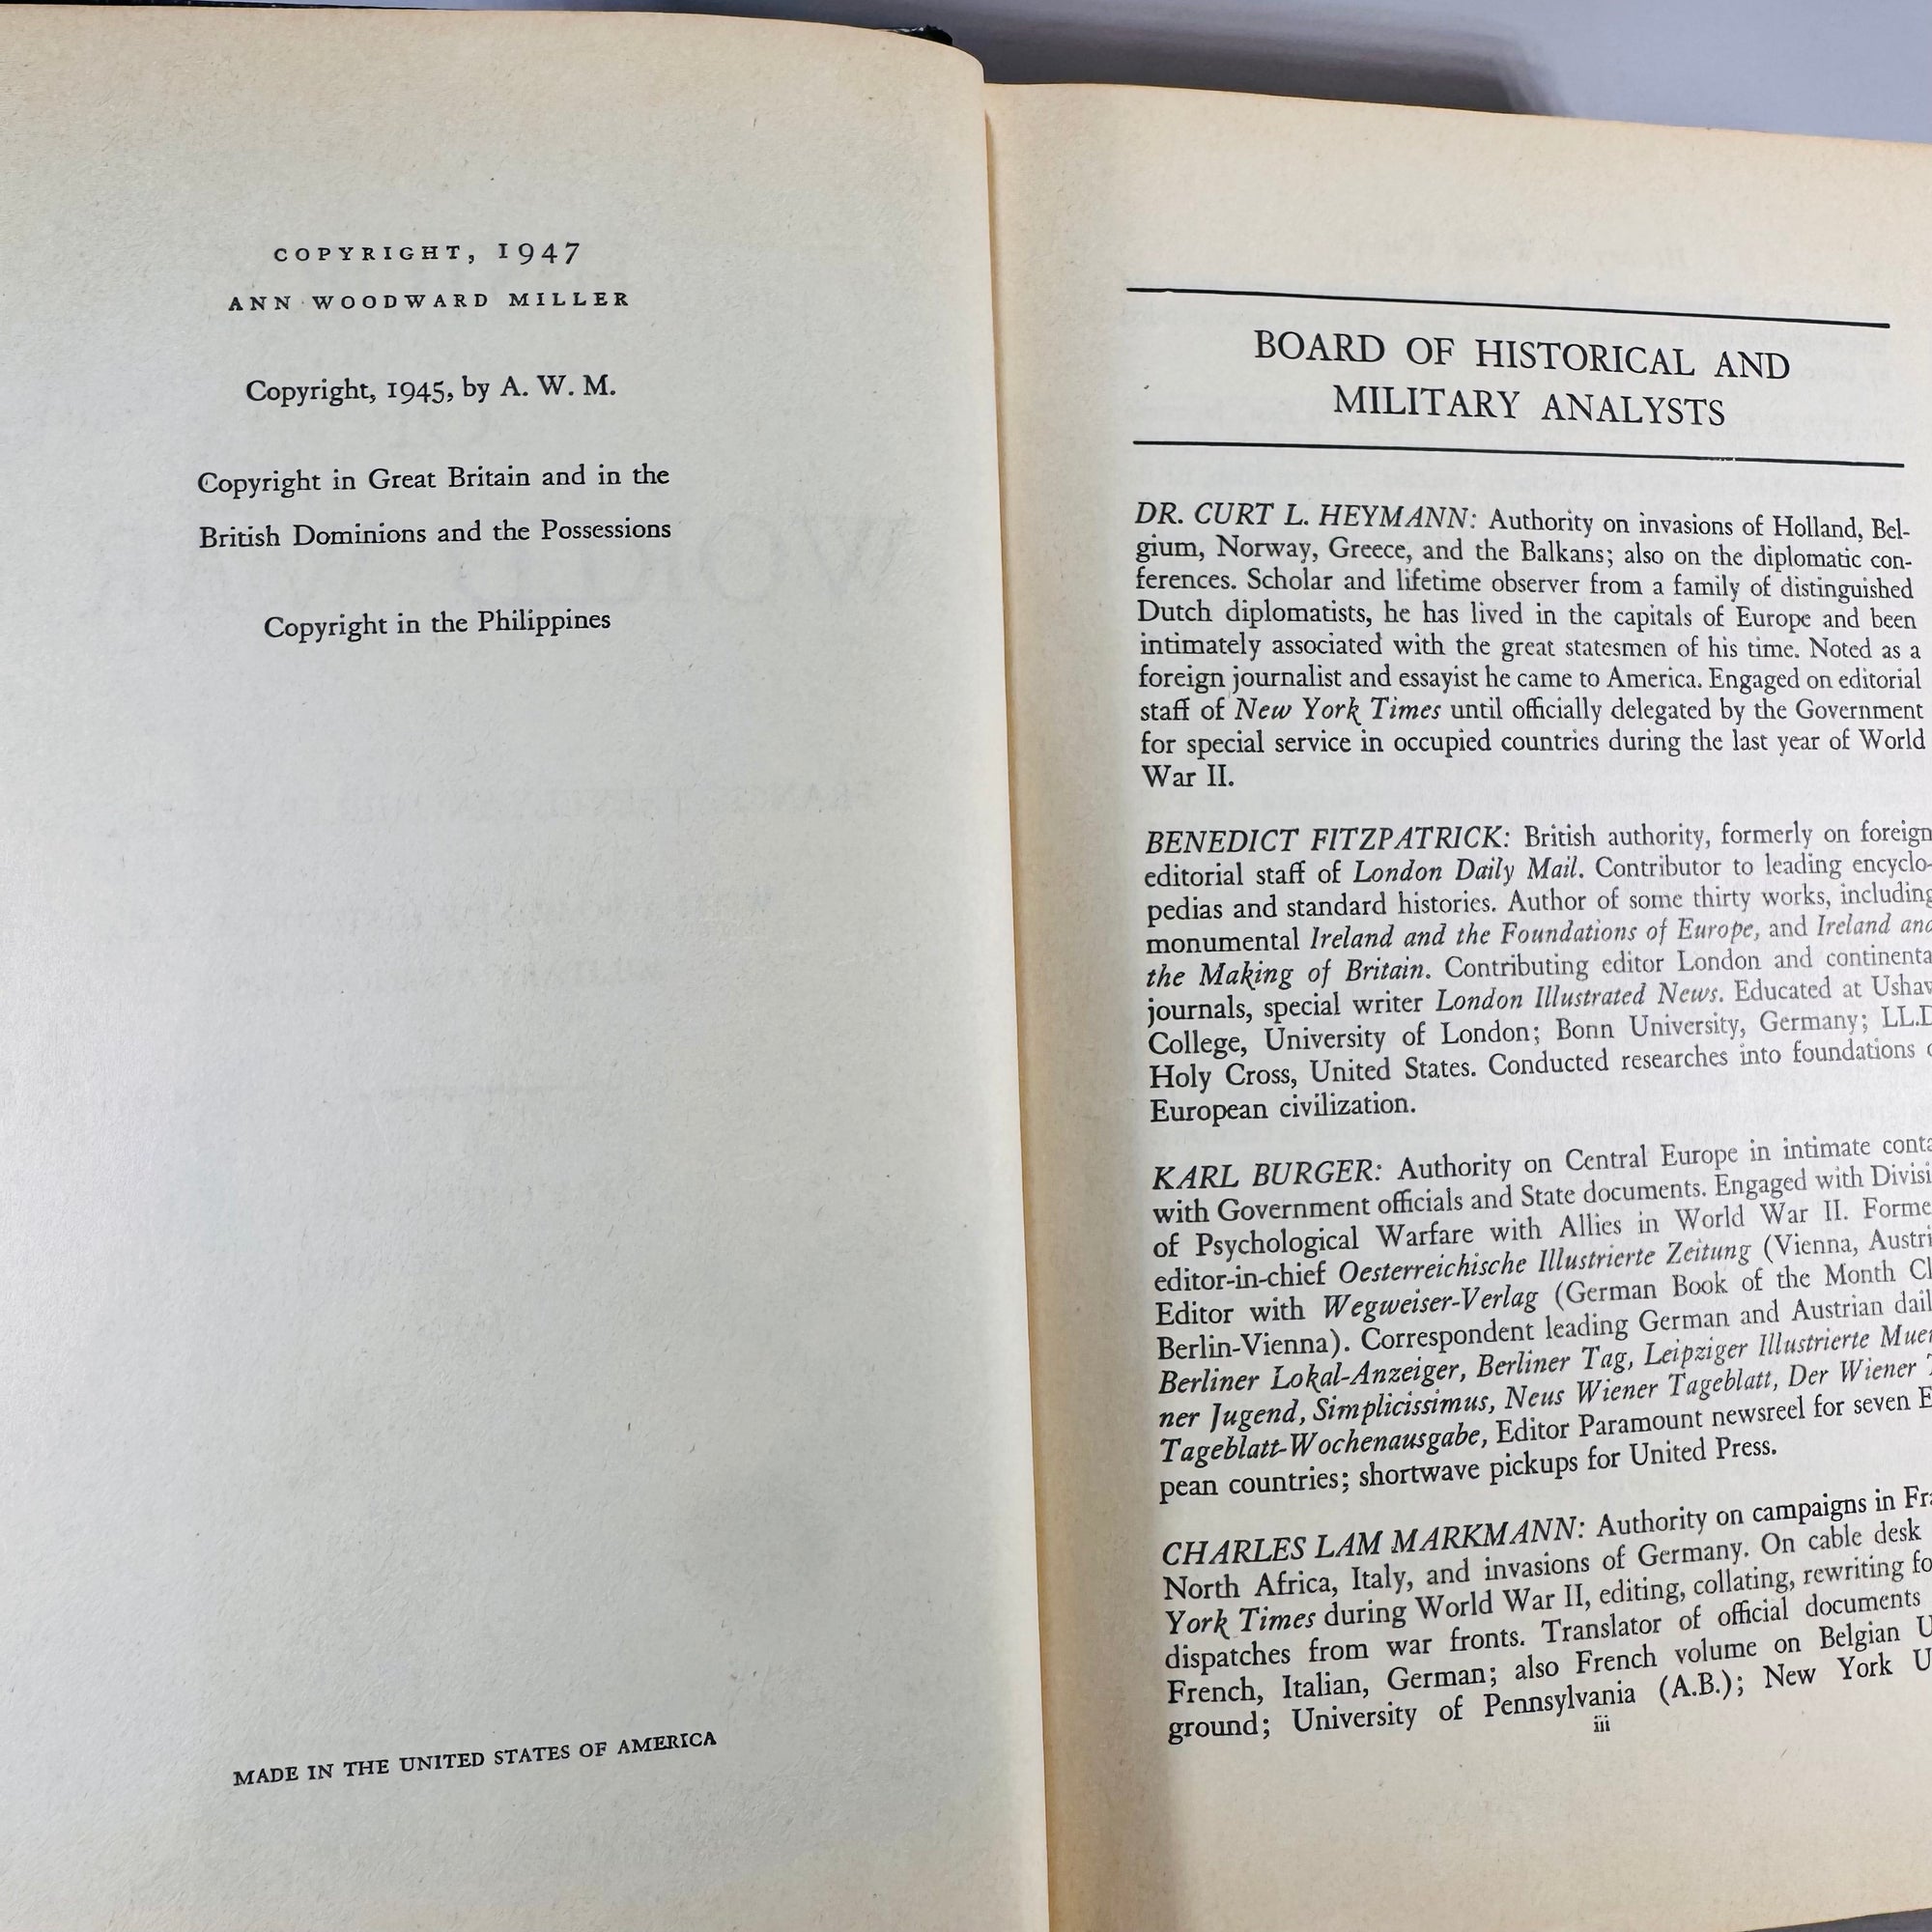 COPYRIGHT, 1947
ANN WOODWARD MILLER
Copyright, 1945, by A. W. M.
Copyright in Great Britain and in the
British Dominions and the Possessions
Copyright in the Philippines
MADE IN THE UNITED STATES OF AMERICA
BOARD OF HISTORICAL AND
MILITARY ANALYSTS
DR. CURT L. HEYMANN: Authority on invasions of Holland, Bel-
gium, Norway, Greece, and the Balkans; also on the diplomatic con-
ferences. Scholar and lifetime observer from a family of distinguished
Dutch diplomatists, he has lived in the capitals of Europe and been
intimately associated with the great statesmen of his time. Noted as a
foreign journalist and essayist he came to America. Engaged on editorial
staff of New York Times until officially delegated by the Government
for special service in occupied countries during the last year of World
War II.
BENEDICT FITZPATRICK: British authority, formerly on foreign
editorial staff of London Daily Mail. Contributor to leading encyclo-
pedias and standard histories. Author of some thirty works, including
monumental Ireland and the Foundations of Europe, and Ireland and
the Making of Britain. Contributing editor London and continenta
journals, special writer London Illustrated News. Educated at Ushaw
College, University of London; Bonn University, Germany; LL.D
Holy Cross, United States. Conducted researches into foundations
European civilization.
KARL BURGER: Authority on Central Europe in intimate conta
with Government officials and State documents. Engaged with Divisi
of Psychological Warfare with Allies in World War II. Forme
editor-in-chief Oesterreichische Illustrierte Zeitung (Vienna, Austri
Editor with Wegweiser-Verlag (German Book of the Month Cl
Berlin-Vienna). Correspondent leading German and Austrian dail
Berliner Lokal-Anzeiger, Berliner Tag, Leipziger Illustrierte Muen
ner Jugend, Simplicissimus, Neus Wiener Tageblatt, Der Wiener
Tageblatt-Wochenausgabe, Editor Paramount newsreel for seven E
pean countries; shortwave pickups for United Press.
CHARLES LAM MARKMANN: Authority on campaigns in Fra
North Africa, Italy, and invasions of Germany. On cable desk
York Times during World War II, editing, collating, rewriting fo
dispatches from war fronts. Translator of official documents
French, Italian, German; also French volume on Belgian U
ground; University of Pennsylvania (A.B.); New York U
iii